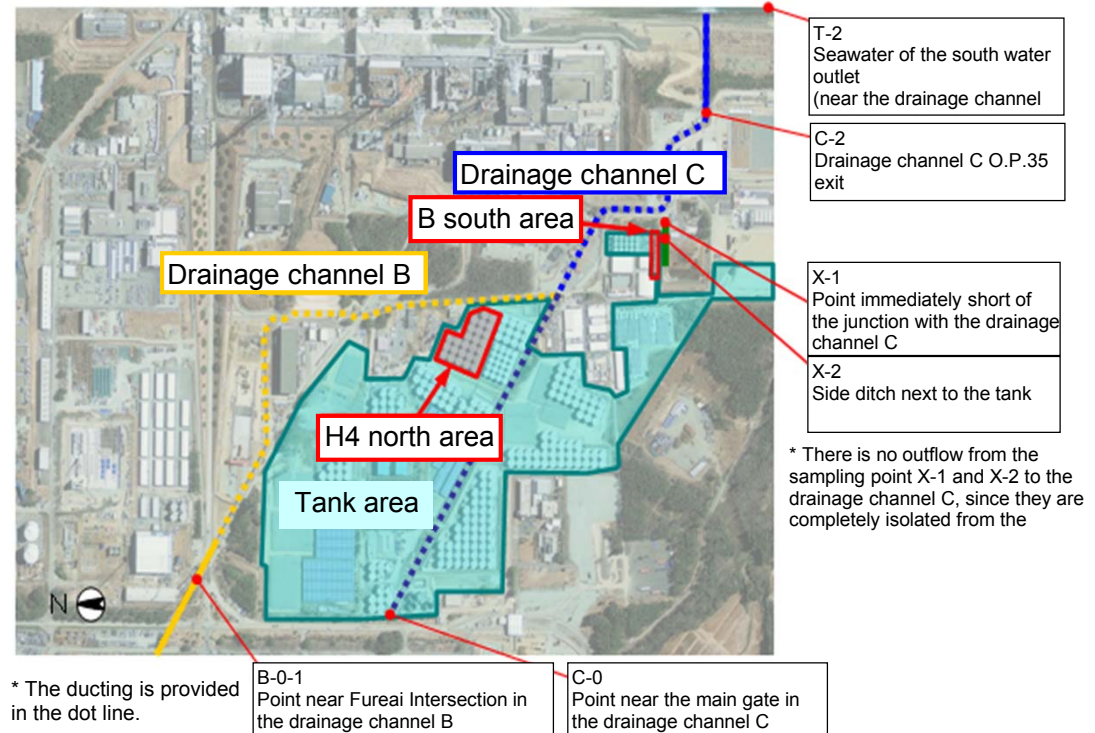 T-2
Seawater of the south water
outlet
(near the drainage channel
C-2
Drainage channel C O.P.35
exit
Drainage channel C
B south area
Drainage channel B
X-1
Point immediately short of
the junction with the drainage
channel C
X-2
Side ditch next to the tank
H4 north area
* There is no outflow from the
sampling point X-1 and X-2 to the
drainage channel C, since they are
completely isolated from the
Tank area
N
* The ducting is provided
in the dot line.
B-0-1
Point near Fureai Intersection in
the drainage channel B
C-0
Point near the main gate in
the drainage channel C